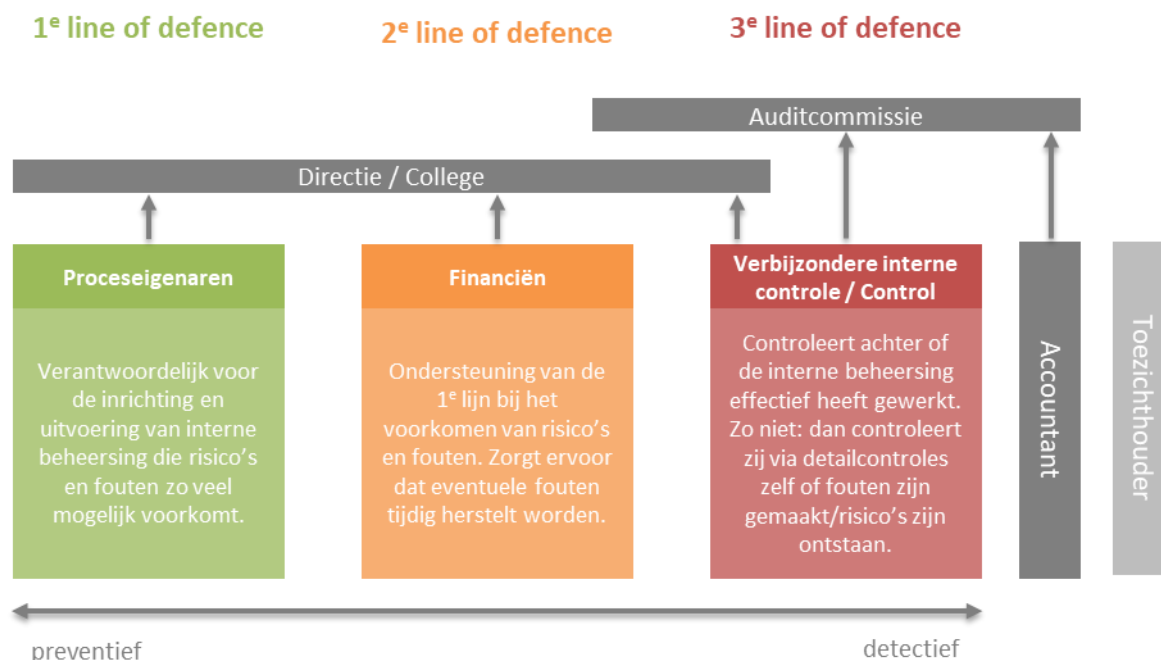 1e line of defence
2e line of defence
3e line of defence
Auditcommissie
Directie / College
Proceseigenaren
Verantwoordelijk voor
de inrichting en
uitvoering van interne
beheersing die risico's
en fouten zo veel
mogelijk voorkomt.
Financiën
Ondersteuning van de
1e lijn bij het
voorkomen van risico's
en fouten. Zorgt ervoor
dat eventuele fouten
tijdig herstelt worden.
Verbijzondere interne
controle / Control
Controleert achter of
de interne beheersing
effectief heeft gewerkt.
Zo niet: dan controleert
zij via detailcontroles
zelf of fouten zijn
gemaakt/risico's zijn
ontstaan.
Accountant
Toezichthouder
preventief
detectief